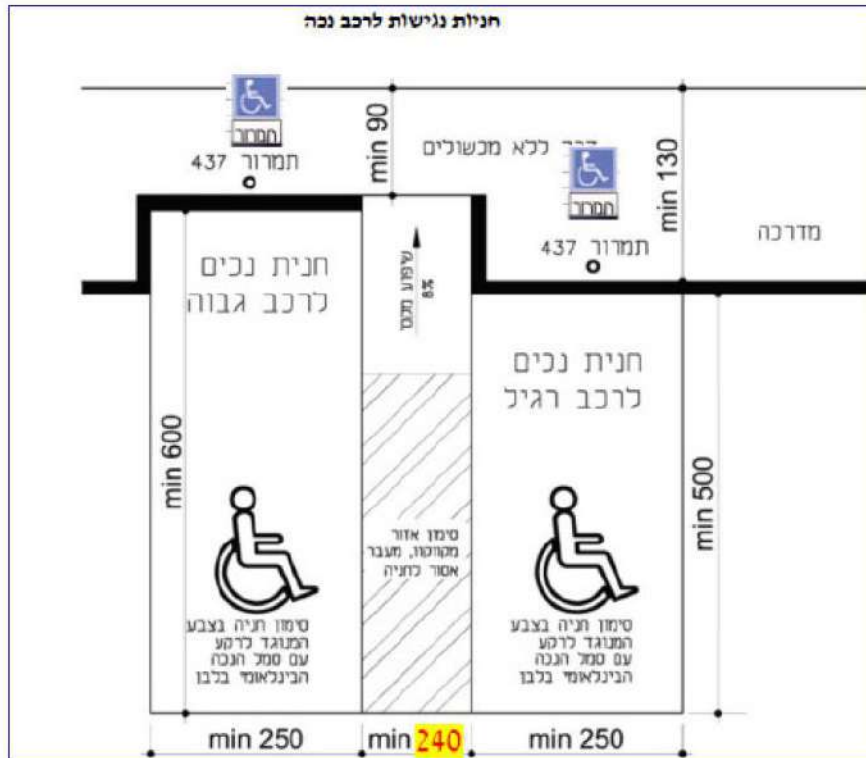 חניות נגישות לרכב נכה
תמרור
תמרור 437
min 90
דרך ללא מכשולים
תמרור
תמרור 437
min 130
מדרכה
חנית נכים
לרכב גבוה
שיפוע מקס'
8%
חנית נכים
לרכב רגיל
min 600
min 500
סימון אזור
מקווקוו, מעבר
אסור לחניה
סימון חניה בצבע
המנוגד לרקע
עם סמל הנכה
הבינלאומי בלבן
סימון חניה בצבע
המנוגד לרקע
עם סמל הנכה
הבינלאומי בלבן
min 250
min 240
min 250